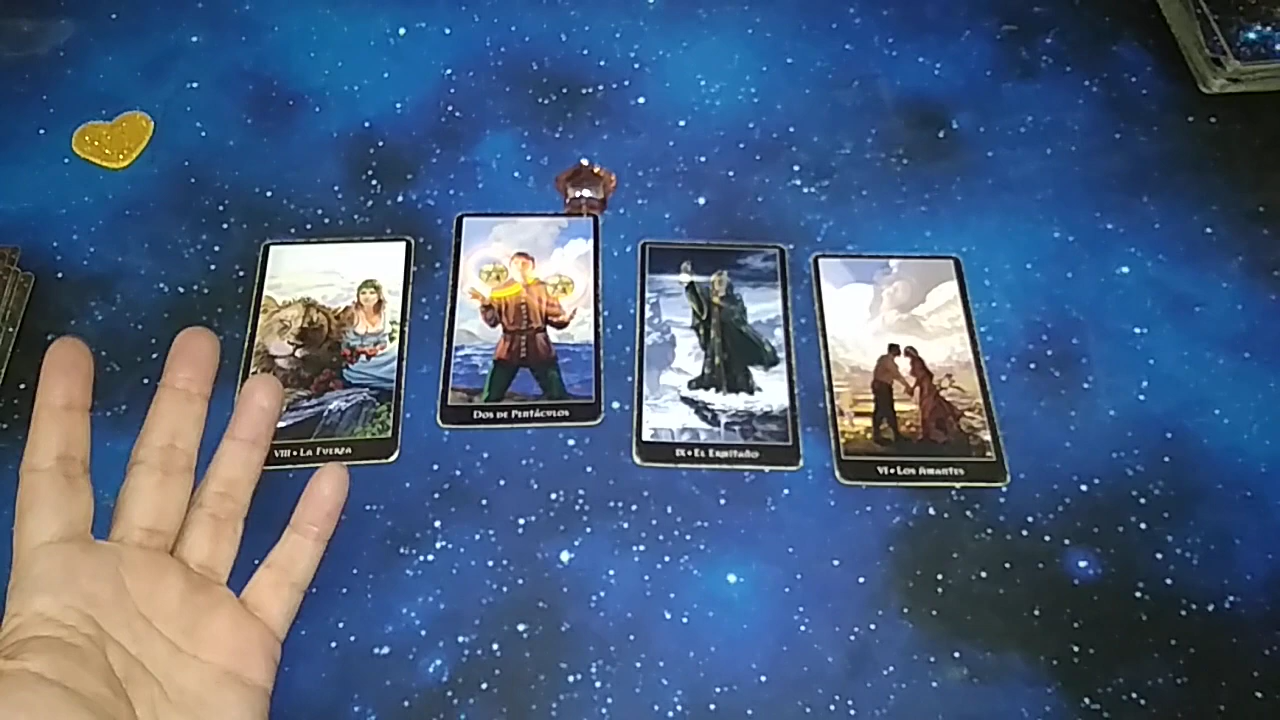 VIII • La Fuerza
Dos de Pentáculos
IX • El Ermitaño
VI • Los Amantes